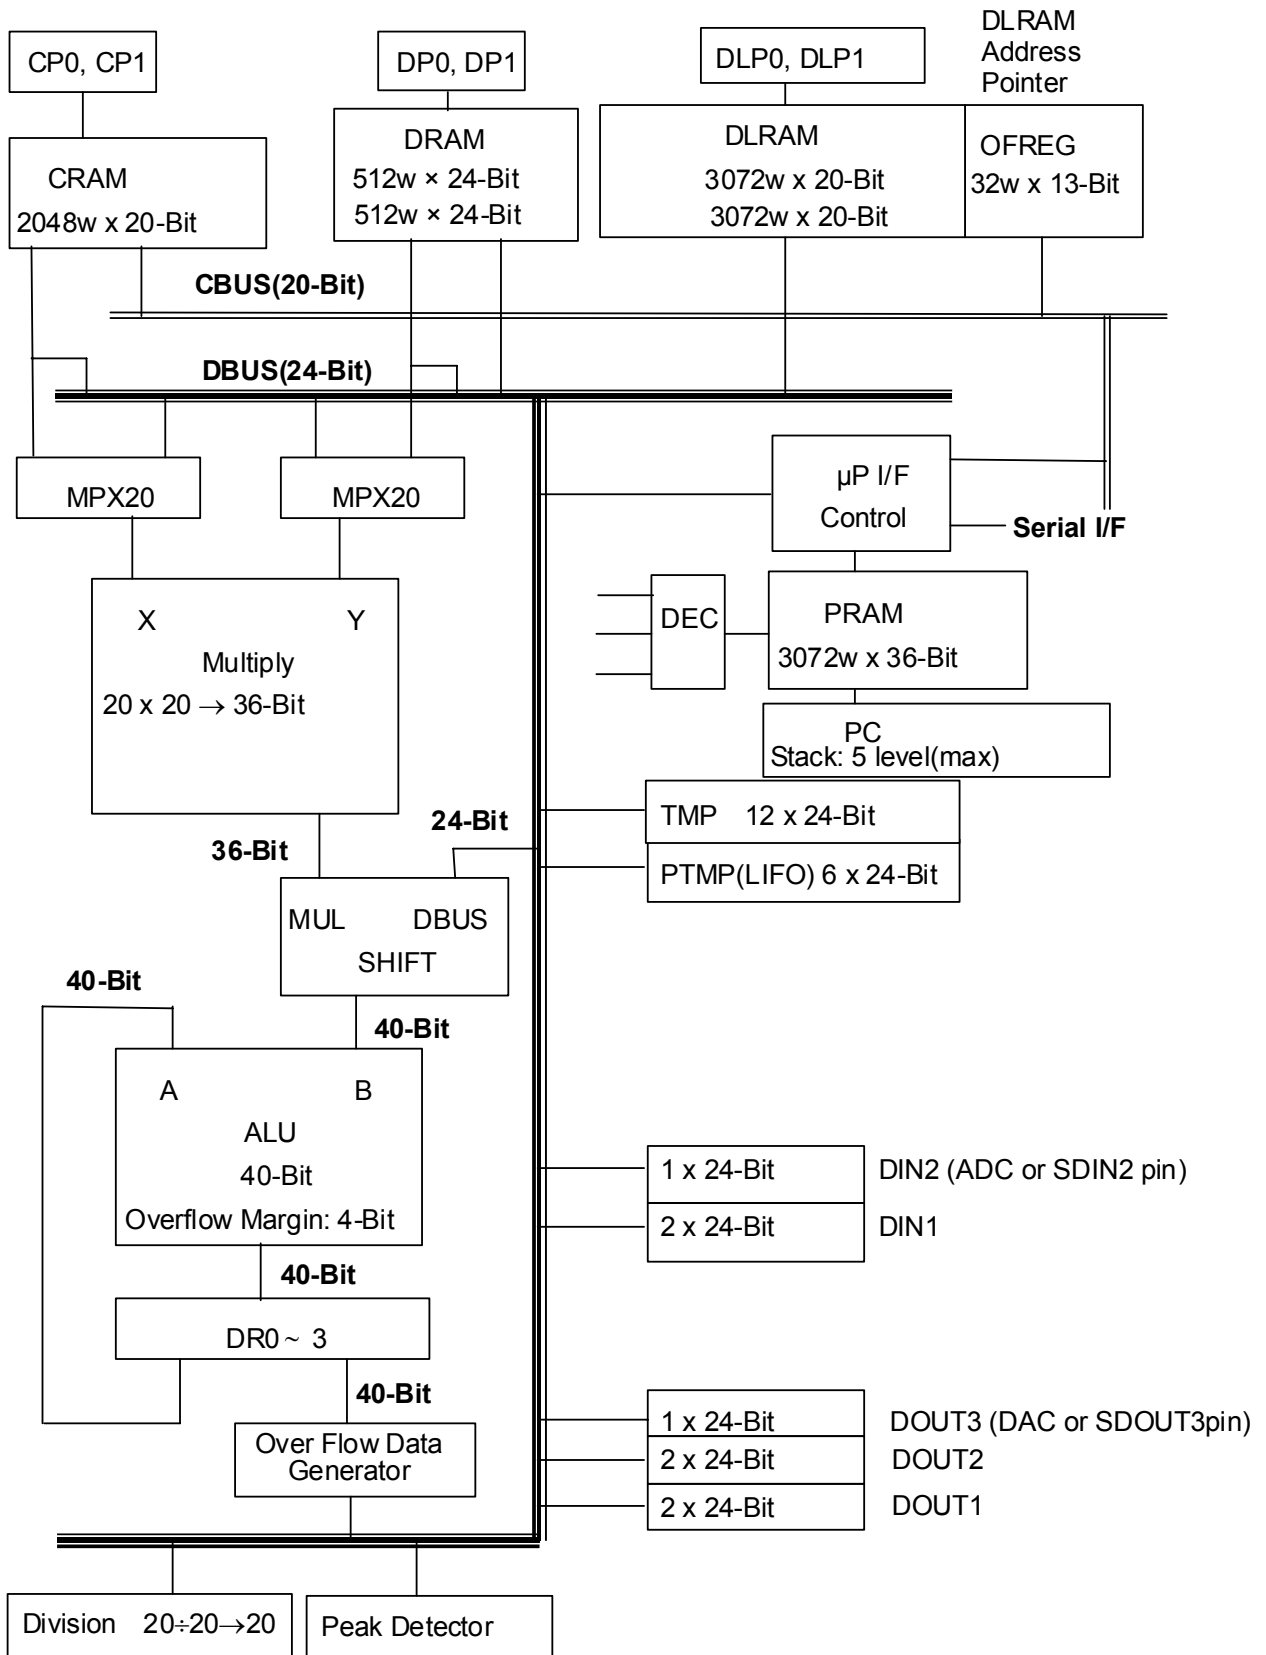 DLRAM
Address
Pointer
CP0, CP1
DP0, DP1
DLP0, DLP1
CRAM
2048w x 20-Bit
DRAM
512w × 24-Bit
512w × 24-Bit
DLRAM
3072w x 20-Bit
3072w x 20-Bit
OFREG
32w x 13-Bit
CBUS(20-Bit)
DBUS(24-Bit)
MPX20
MPX20
µP I/F
Control
Serial I/F
X Y
Multiply
20 x 20 → 36-Bit
DEC
PRAM
3072w x 36-Bit
PC
Stack: 5 level(max)
TMP 12 x 24-Bit
PTMP(LIFO) 6 x 24-Bit
24-Bit
36-Bit
MUL DBUS
SHIFT
40-Bit
40-Bit
A B
ALU
40-Bit
Overflow Margin: 4-Bit
1 x 24-Bit DIN2 (ADC or SDIN2 pin)
2 x 24-Bit DIN1
40-Bit
DR0 ~ 3
40-Bit
Over Flow Data
Generator
1 x 24-Bit DOUT3 (DAC or SDOUT3pin)
2 x 24-Bit DOUT2
2 x 24-Bit DOUT1
Division 20÷20→20
Peak Detector